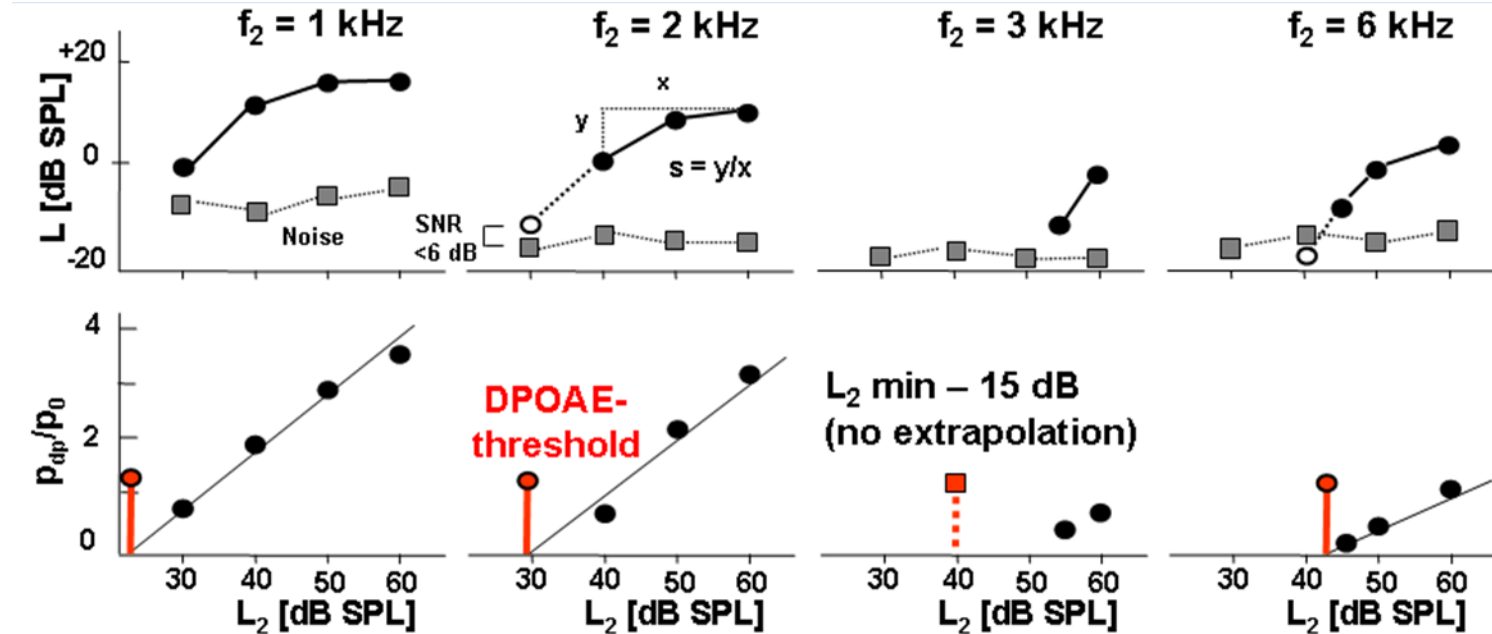 f₂ = 1 kHz
f₂ = 2 kHz
f₂ = 3 kHz
f₂ = 6 kHz
L [dB SPL]
+20
0
-20
Noise
x
y
s = y/x
SNR
<6 dB
p_dp/p₀
4
2
0
DPOAE-
threshold
L₂ min – 15 dB
(no extrapolation)
30 40 50 60
30 40 50 60
30 40 50 60
30 40 50 60
L₂ [dB SPL]
L₂ [dB SPL]
L₂ [dB SPL]
L₂ [dB SPL]